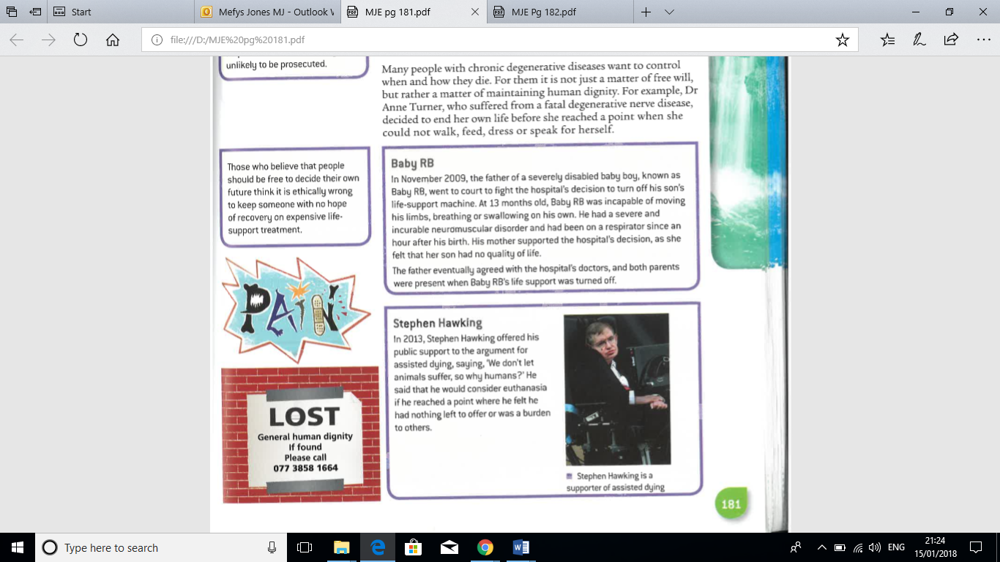 Start
Mefys Jones MJ - Outlook
MJE pg 181.pdf
MJE Pg 182.pdf
file:///D:/MJE%20pg%20181.pdf
unlikely to be prosecuted.
Many people with chronic degenerative diseases want to control
when and how they die. For them it is not just a matter of free will,
but rather a matter of maintaining human dignity. For example, Dr
Anne Turner, who suffered from a fatal degenerative nerve disease,
decided to end her own life before she reached a point when she
could not walk, feed, dress or speak for herself.
Those who believe that people
should be free to decide their own
future think it is ethically wrong
to keep someone with no hope
of recovery on expensive life-
support treatment.
Baby RB
In November 2009, the father of a severely disabled baby boy, known as
Baby RB, went to court to fight the hospital's decision to turn off his son's
life-support machine. At 13 months old, Baby RB was incapable of moving
his limbs, breathing or swallowing on his own. He had a severe and
incurable neuromuscular disorder and had been on a respirator since an
hour after his birth. His mother supported the hospital's decision, as she
felt that her son had no quality of life.
The father eventually agreed with the hospital's doctors, and both parents
were present when Baby RB's life support was turned off.
PAiN
LOST
General human dignity
If found
Please call
077 3858 1664
Stephen Hawking
In 2013, Stephen Hawking offered his
public support to the argument for
assisted dying, saying, 'We don't let
animals suffer, so why humans?' He
said that he would consider euthanasia
if he reached a point where he felt he
had nothing left to offer or was a burden
to others.
Stephen Hawking is a
supporter of assisted dying
181
Type here to search
ENG
21:24
15/01/2018